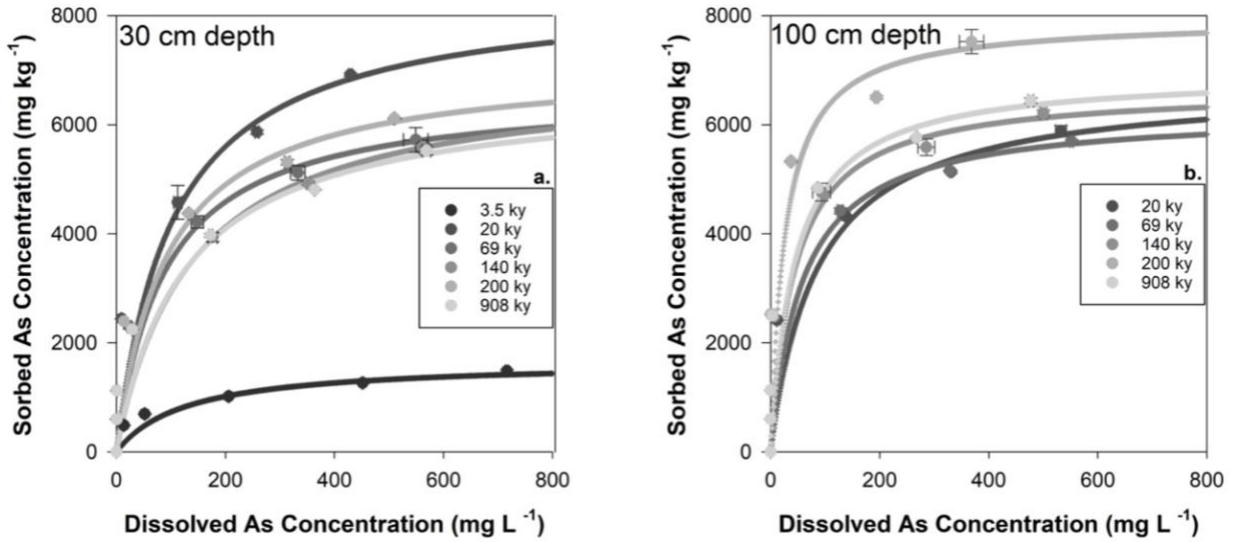 30 cm depth
8000
6000
4000
2000
0
0 200 400 600 800
Sorbed As Concentration (mg kg -1)
Dissolved As Concentration (mg L -1)
a.
3.5 ky
20 ky
69 ky
140 ky
200 ky
908 ky
100 cm depth
8000
6000
4000
2000
0
0 200 400 600 800
Sorbed As Concentration (mg kg -1)
Dissolved As Concentration (mg L -1)
b.
20 ky
69 ky
140 ky
200 ky
908 ky